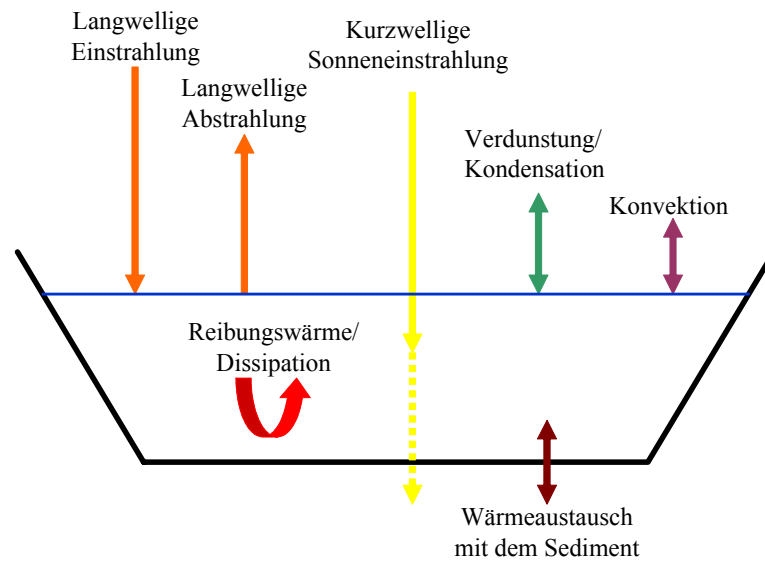 Langwellige
Einstrahlung
Langwellige
Abstrahlung
Kurzwellige
Sonneneinstrahlung
Verdunstung/
Kondensation
Konvektion
Reibungswärme/
Dissipation
Wärmeaustausch
mit dem Sediment